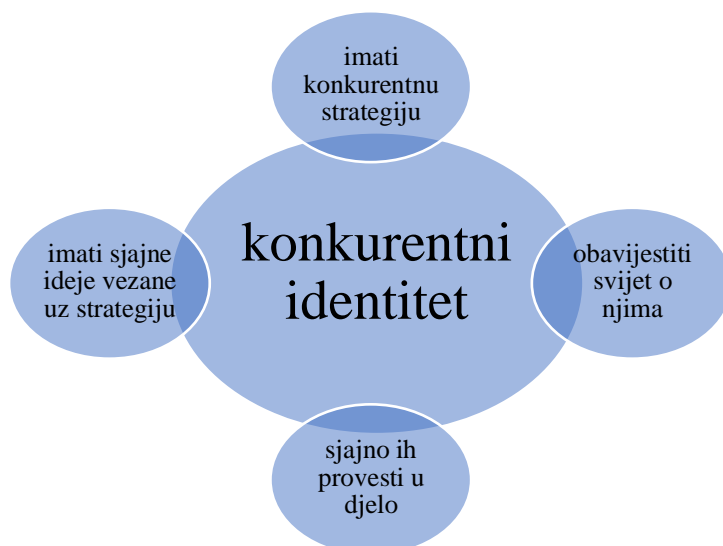 imati
konkurentnu
strategiju
konkurentni
identitet
imati sjajne
ideje vezane
uz strategiju
obavijestiti
svijet o
njima
sjajno ih
provesti u
djelo